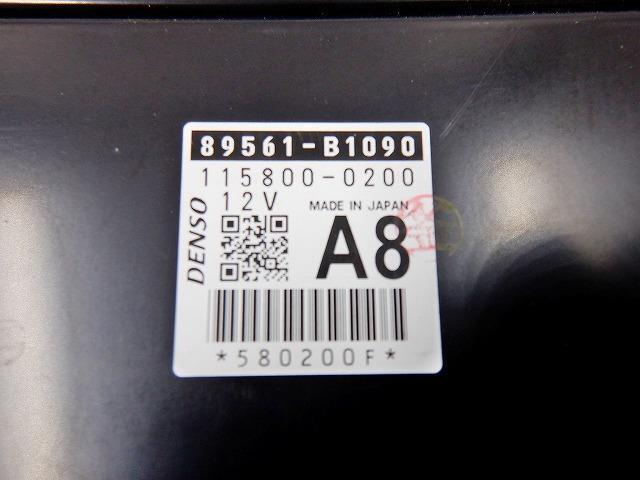 89561-B1090
115800-0200
12V
MADE IN JAPAN
DENSO
A8
*580200F*